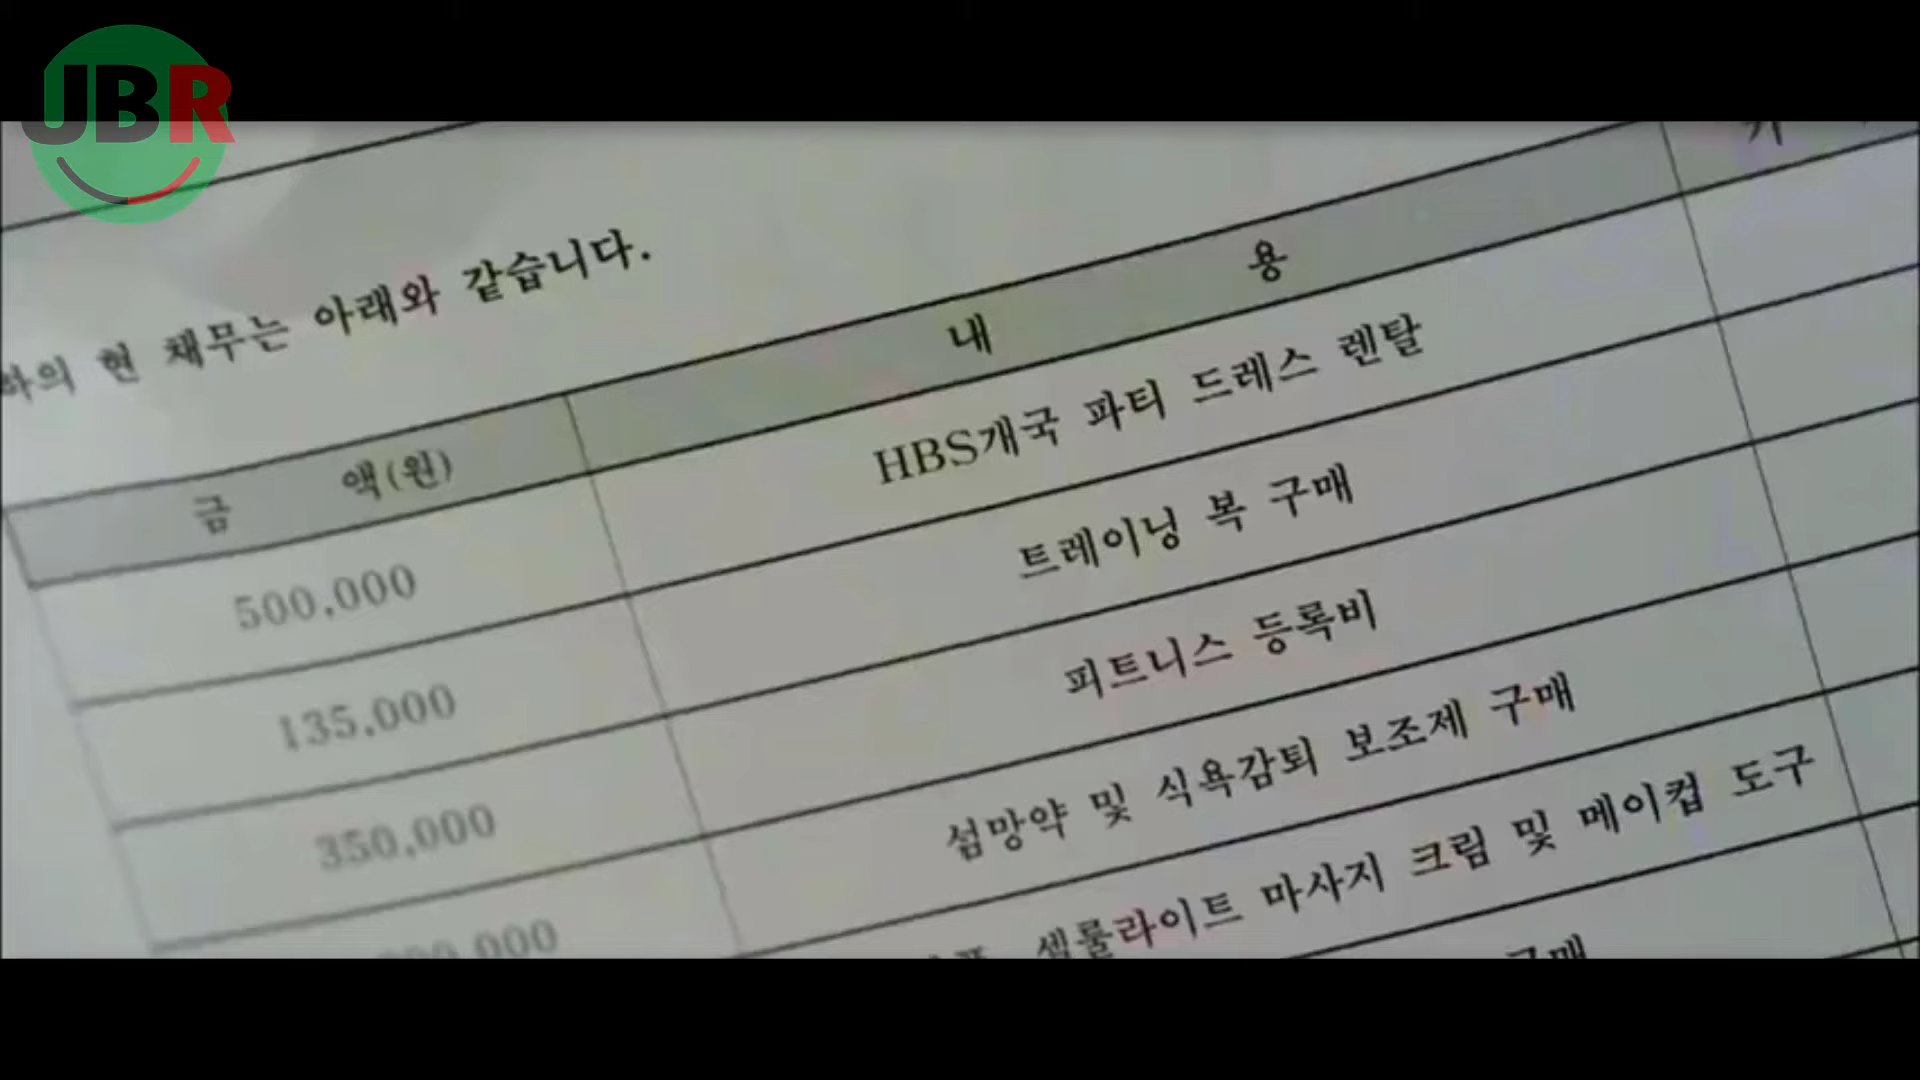 JBR
하의 현 채무는 아래와 같습니다.
금 액(원) 내 용
500,000 HBS개국 파티 드레스 렌탈
135,000 트레이닝 복 구매
350,000 피트니스 등록비
섬망약 및 식욕감퇴 보조제 구매
셀룰라이트 마사지 크림 및 메이컵 도구
구매